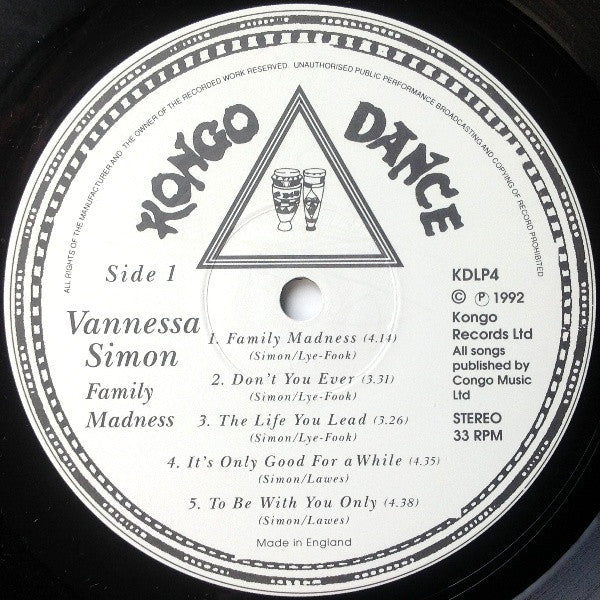 ALL RIGHTS OF THE MANUFACTURER AND THE OWNER OF THE RECORDED WORK RESERVED. UNAUTHORISED PUBLIC PERFORMANCE BROADCASTING AND COPYING OF RECORD PROHIBITED
KONGO DANCE
Side 1
Vannessa
Simon
Family
Madness
KDLP4
© ℗ 1992
Kongo
Records Ltd
All songs
published by
Congo Music
Ltd
STEREO
33 RPM
1. Family Madness (4.14)
(Simon/Lye-Fook)
2. Don't You Ever (3.31)
(Simon/Lye-Fook)
3. The Life You Lead (3.26)
(Simon/Lye-Fook)
4. It's Only Good For a While (4.35)
(Simon/Lawes)
5. To Be With You Only (4.38)
(Simon/Lawes)
Made in England